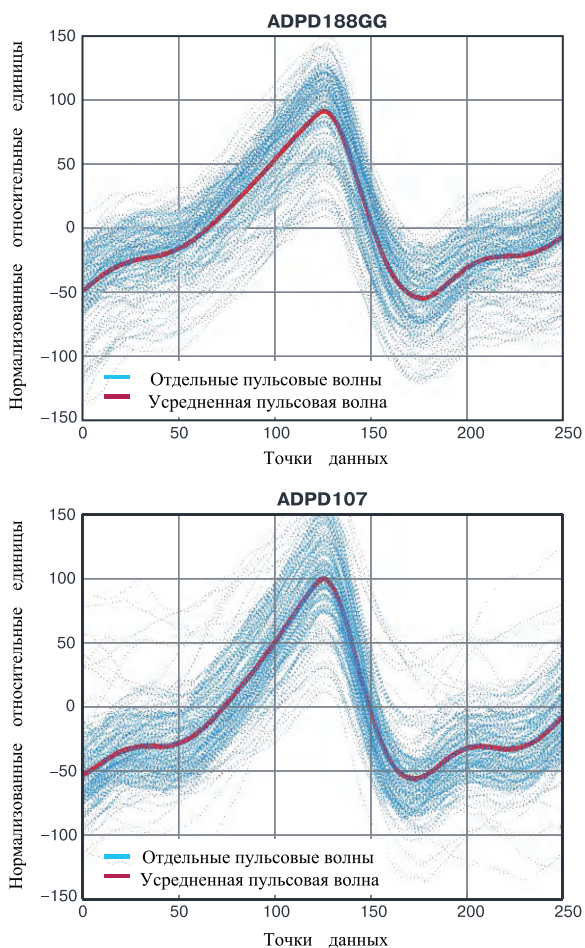 ADPD188GG
Нормализованные относительные единицы
150
100
50
0
−50
−100
−150
Отдельные пульсовые волны
Усредненная пульсовая волна
0 50 100 150 200 250
Точки данных
ADPD107
Нормализованные относительные единицы
150
100
50
0
−50
−100
−150
Отдельные пульсовые волны
Усредненная пульсовая волна
0 50 100 150 200 250
Точки данных